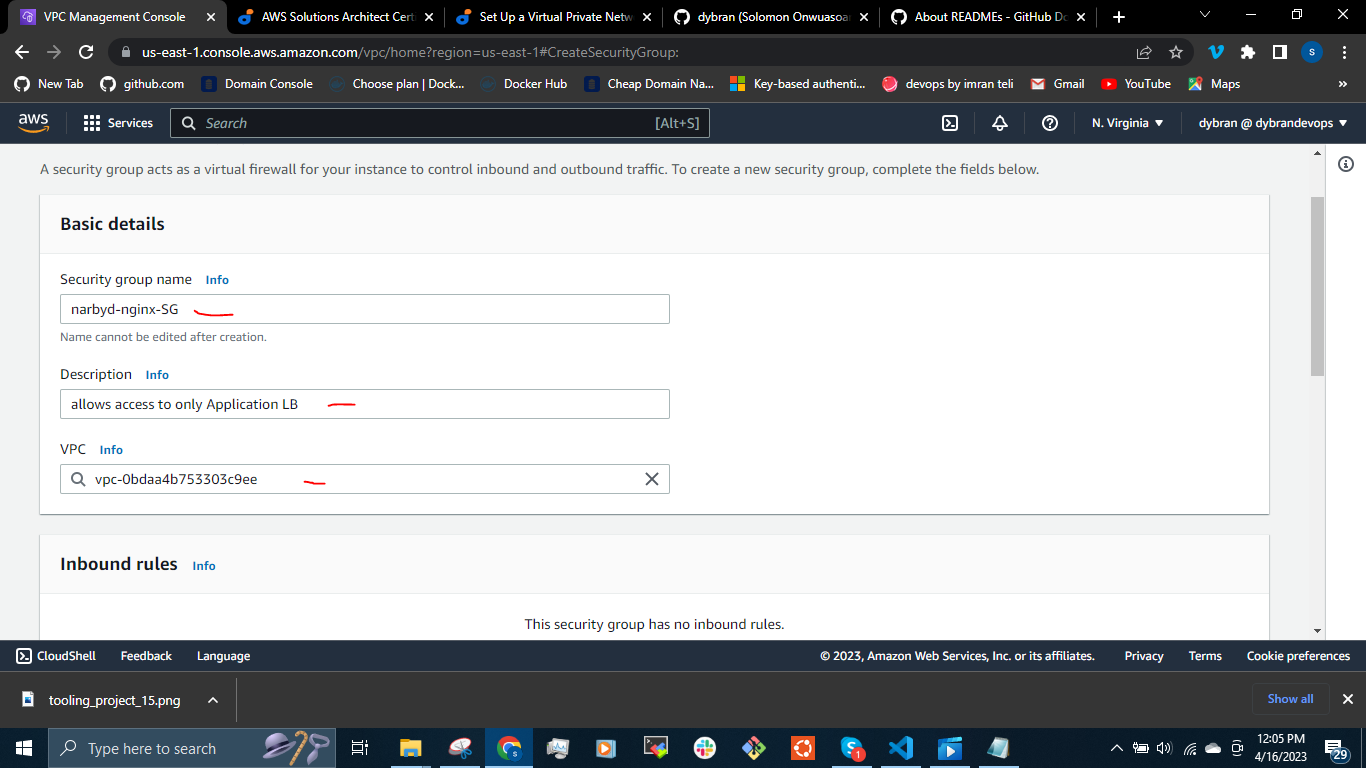 VPC Management Console
AWS Solutions Architect Cert
Set Up a Virtual Private Netw
dybran (Solomon Onwuasoa
About READMEs - GitHub Do
us-east-1.console.aws.amazon.com/vpc/home?region=us-east-1#CreateSecurityGroup:
S
New Tab
github.com
Domain Console
Choose plan | Dock...
Docker Hub
Cheap Domain Na...
Key-based authenti...
devops by imran teli
Gmail
YouTube
Maps
»
aws
Services
Search
[Alt+S]
N. Virginia
dybran @ dybrandevops
A security group acts as a virtual firewall for your instance to control inbound and outbound traffic. To create a new security group, complete the fields below.
Basic details
Security group name Info
narbyd-nginx-SG
Name cannot be edited after creation.
Description Info
allows access to only Application LB
VPC Info
vpc-0bdaa4b753303c9ee
Inbound rules Info
This security group has no inbound rules.
CloudShell
Feedback
Language
© 2023, Amazon Web Services, Inc. or its affiliates.
Privacy
Terms
Cookie preferences
tooling_project_15.png
Show all
Type here to search
1
12:05 PM
4/16/2023
29